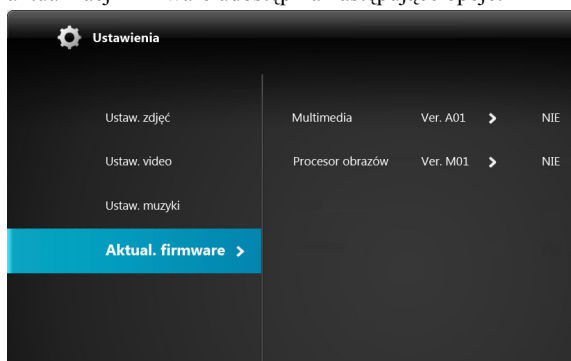 Ustawienia
Ustaw. zdjęć
Multimedia Ver. A01 NIE
Ustaw. video
Procesor obrazów Ver. M01 NIE
Ustaw. muzyki
Aktual. firmware